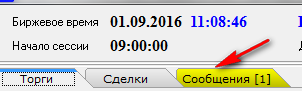 Биржевое время 01.09.2016 11:08:46
Начало сессии 09:00:00
Торги Сделки Сообщения [1]